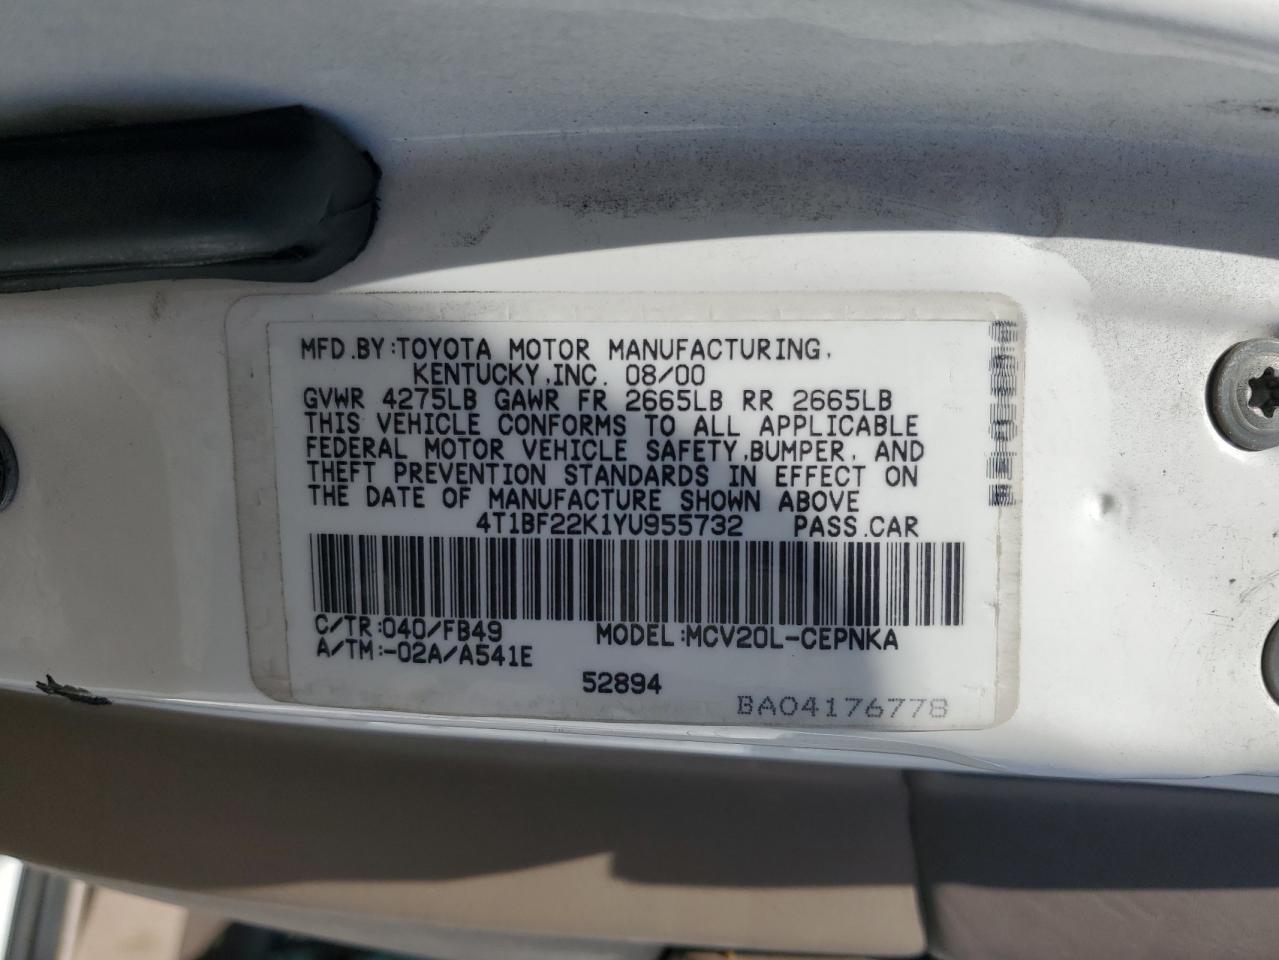 MFD.BY:TOYOTA MOTOR MANUFACTURING,
KENTUCKY,INC. 08/00
GVWR 4275LB GAWR FR 2665LB RR 2665LB
THIS VEHICLE CONFORMS TO ALL APPLICABLE
FEDERAL MOTOR VEHICLE SAFETY,BUMPER, AND
THEFT PREVENTION STANDARDS IN EFFECT ON
THE DATE OF MANUFACTURE SHOWN ABOVE
4T1BF22K1YU955732 PASS.CAR
C/TR:040/FB49 MODEL:MCV20L-CEPNKA
A/TM:-02A/A541E
52894
BA04176778